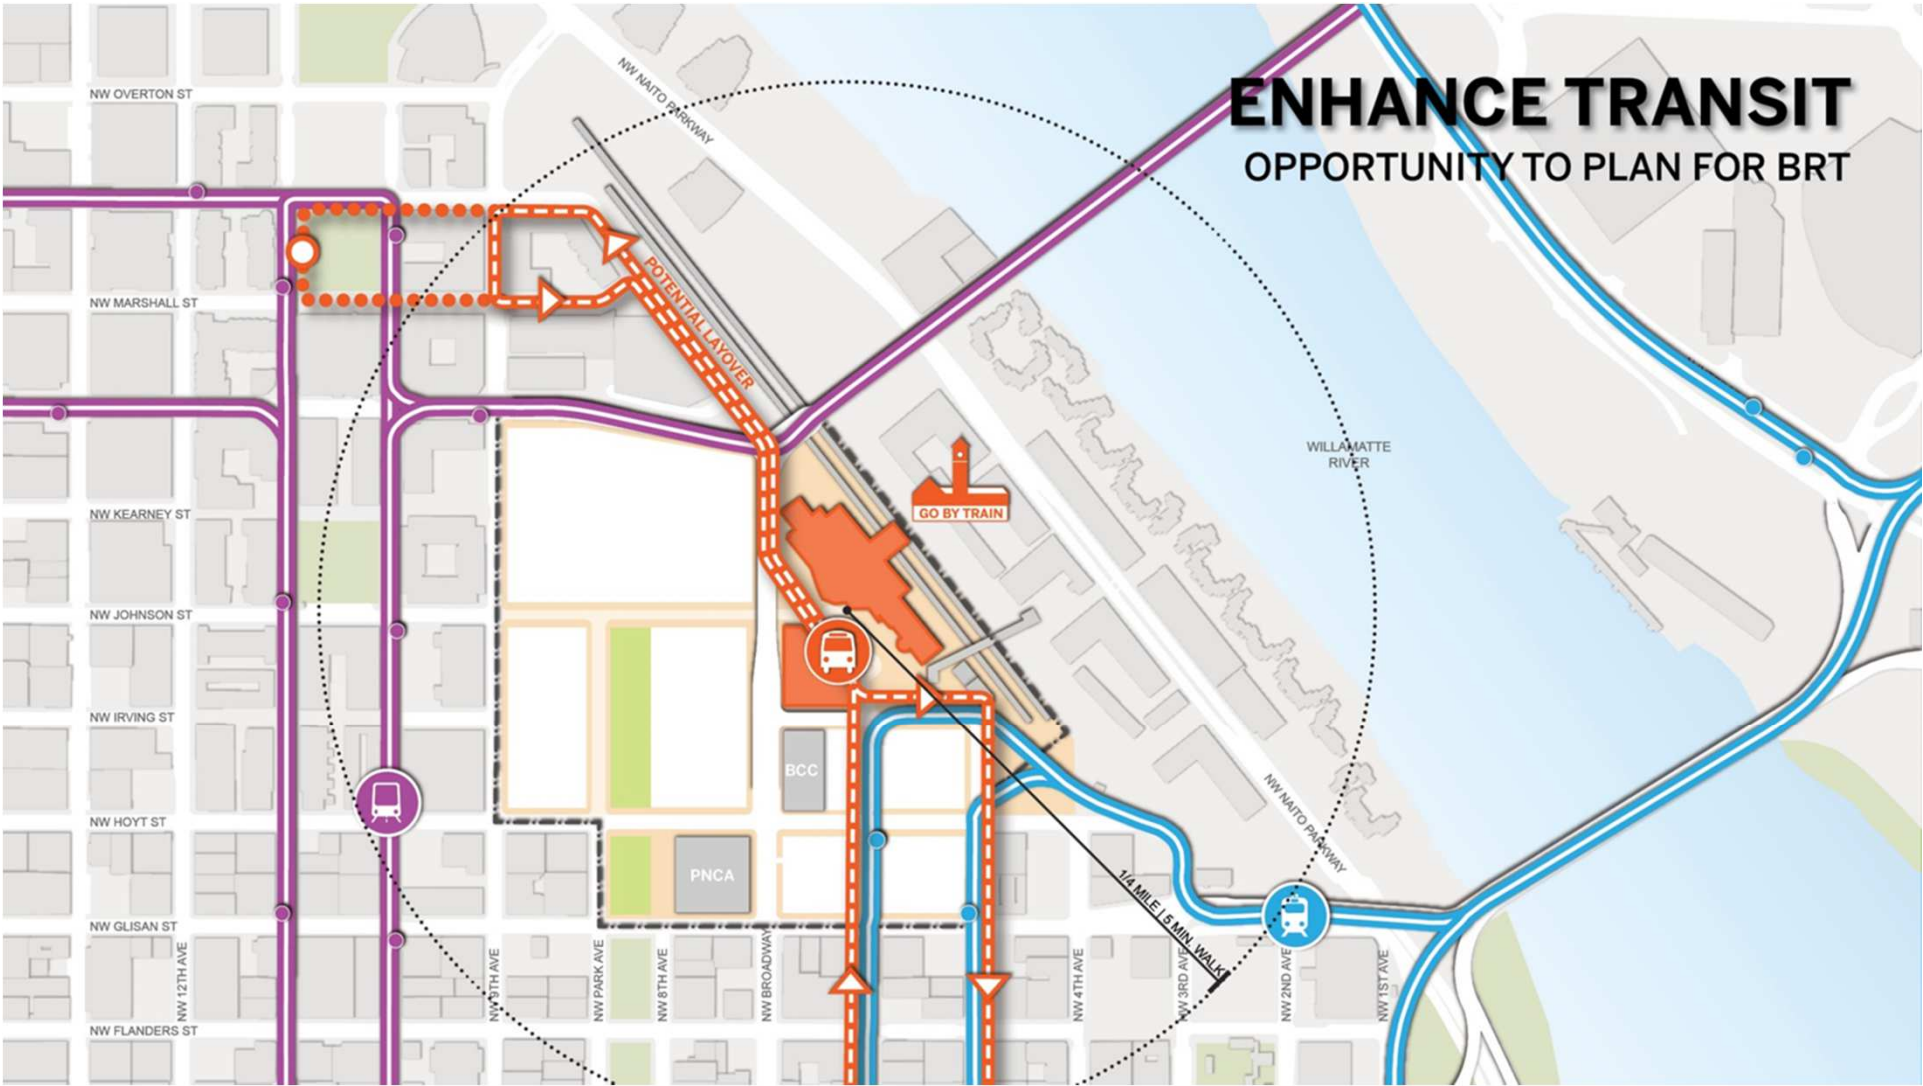 ENHANCE TRANSIT
OPPORTUNITY TO PLAN FOR BRT
NW OVERTON ST
NW NAITO PARKWAY
NW MARSHALL ST
POTENTIAL LAYOVER
WILLAMATTE
RIVER
GO BY TRAIN
NW KEARNEY ST
NW JOHNSON ST
NW IRVING ST
BCC
NW HOYT ST
NW NAITO PARKWAY
PNCA
1/4 MILE | 5 MIN. WALK
NW GLISAN ST
NW 12TH AVE
NW 9TH AVE
NW PARK AVE
NW 8TH AVE
NW BROADWAY
NW 4TH AVE
NW 3RD AVE
NW 2ND AVE
NW 1ST AVE
NW FLANDERS ST